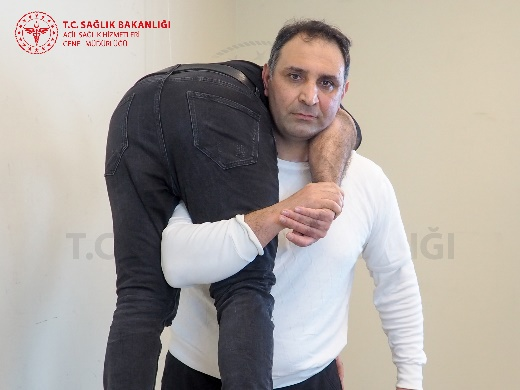 T.C. SAĞLIK BAKANLIĞI
ACİL SAĞLIK HİZMETLERİ
GENEL MÜDÜRLÜĞÜ